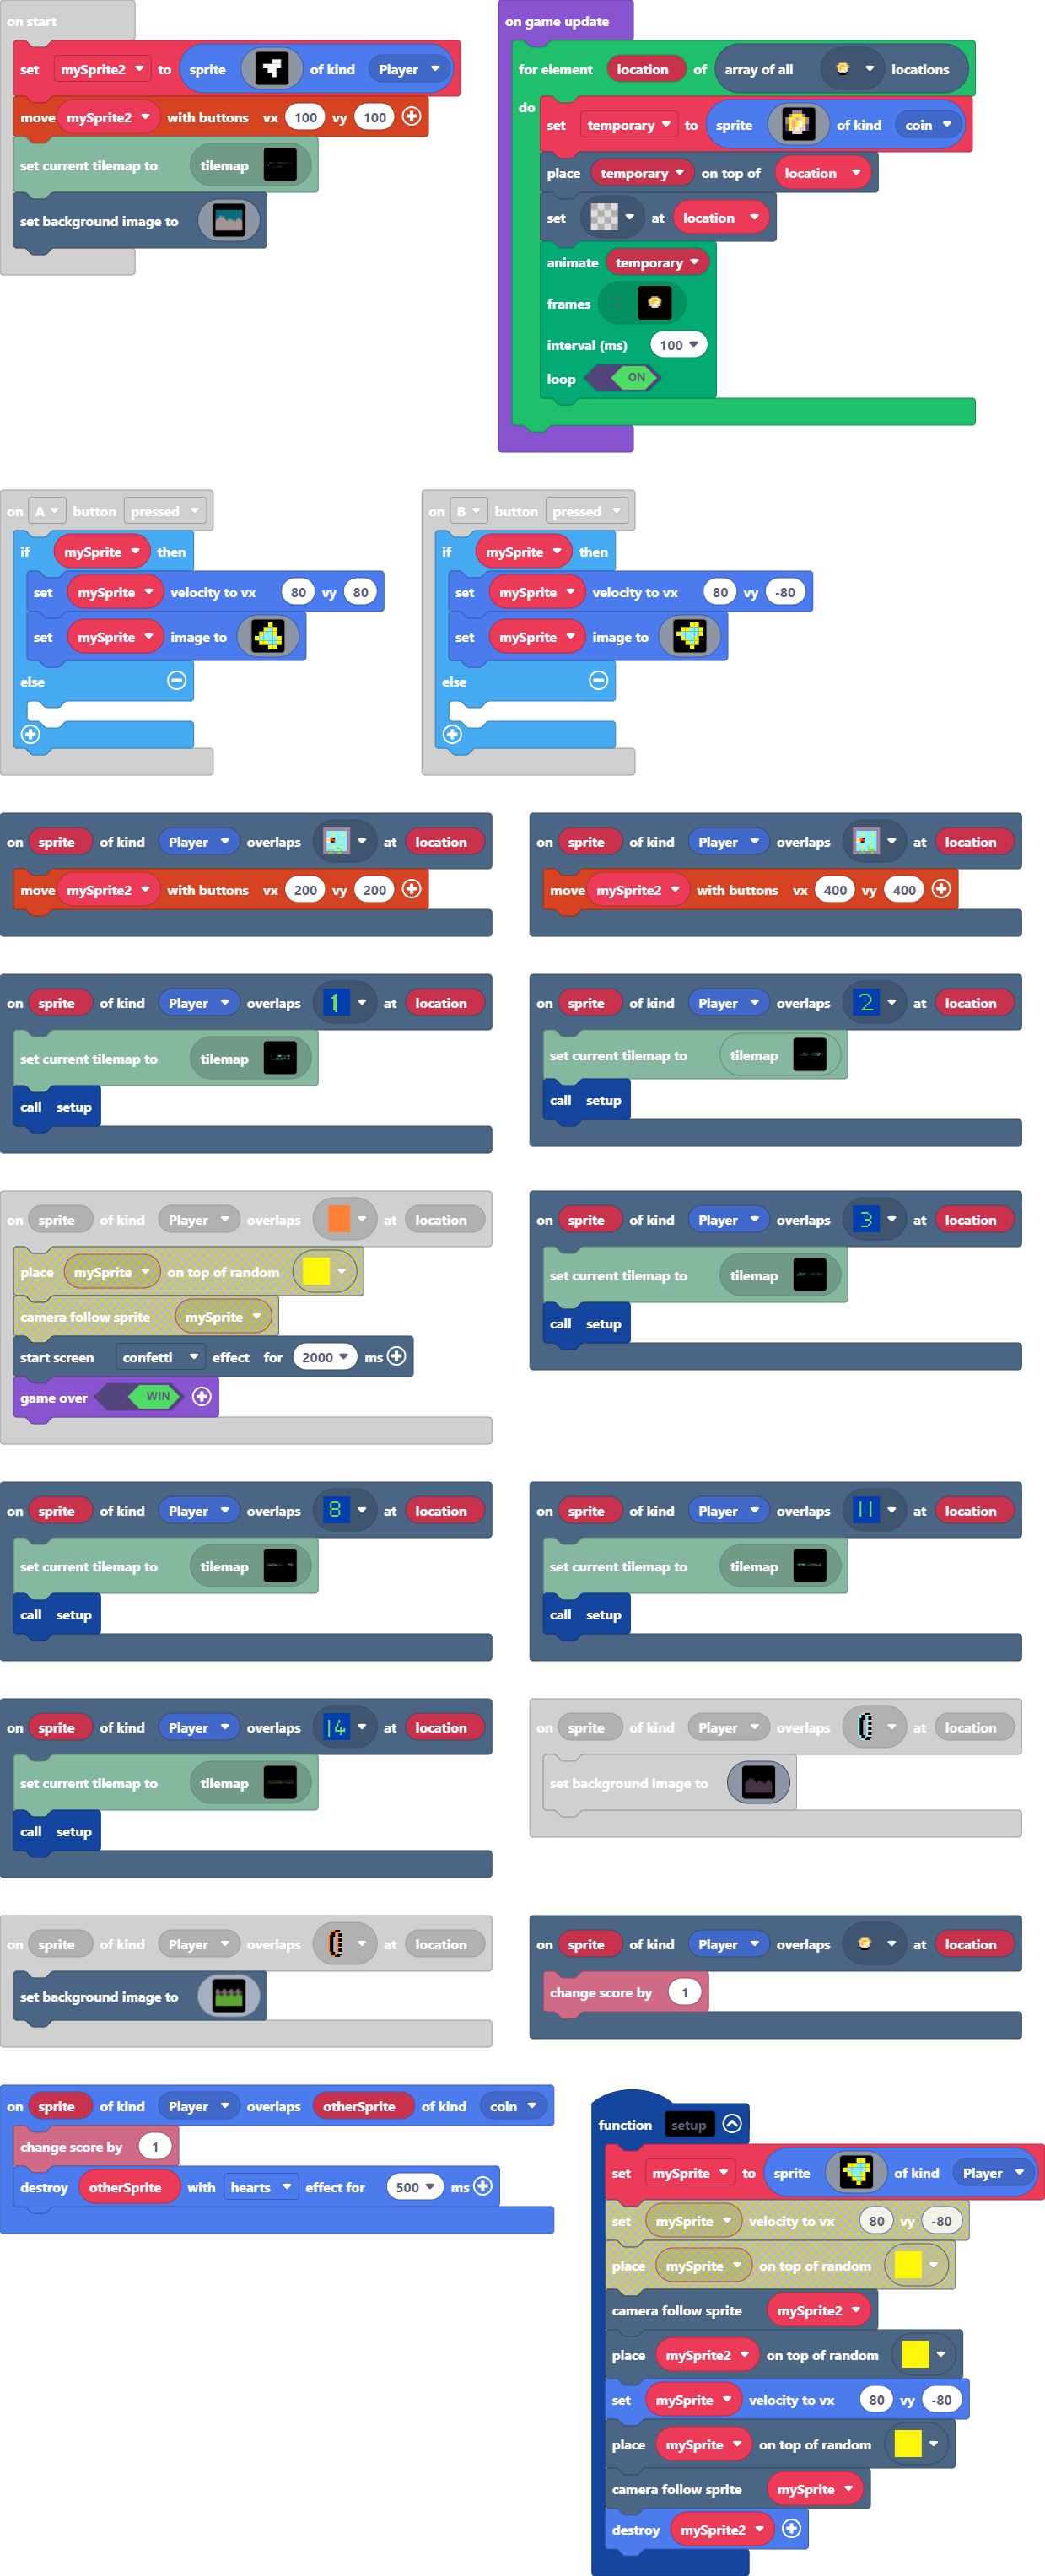 on start
set mySprite2 to sprite of kind Player
move mySprite2 with buttons vx 100 vy 100
set current tilemap to tilemap
set background image to
on game update
for element location of array of all locations
do
set temporary to sprite of kind coin
place temporary on top of location
set at location
animate temporary
frames
interval (ms) 100
loop ON
on A button pressed
if mySprite then
set mySprite velocity to vx 80 vy 80
set mySprite image to
else
on B button pressed
if mySprite then
set mySprite velocity to vx 80 vy -80
set mySprite image to
else
on sprite of kind Player overlaps at location
move mySprite2 with buttons vx 200 vy 200
on sprite of kind Player overlaps at location
move mySprite2 with buttons vx 400 vy 400
on sprite of kind Player overlaps 1 at location
set current tilemap to tilemap
call setup
on sprite of kind Player overlaps 2 at location
set current tilemap to tilemap
call setup
on sprite of kind Player overlaps at location
place mySprite on top of random
camera follow sprite mySprite
start screen confetti effect for 2000 ms
game over WIN
on sprite of kind Player overlaps 3 at location
set current tilemap to tilemap
call setup
on sprite of kind Player overlaps 8 at location
set current tilemap to tilemap
call setup
on sprite of kind Player overlaps 11 at location
set current tilemap to tilemap
call setup
on sprite of kind Player overlaps 14 at location
set current tilemap to tilemap
call setup
on sprite of kind Player overlaps at location
set background image to
on sprite of kind Player overlaps at location
set background image to
on sprite of kind Player overlaps at location
change score by 1
on sprite of kind Player overlaps otherSprite of kind coin
change score by 1
destroy otherSprite with hearts effect for 500 ms
function setup
set mySprite to sprite of kind Player
set mySprite velocity to vx 80 vy -80
place mySprite on top of random
camera follow sprite mySprite2
place mySprite2 on top of random
set mySprite velocity to vx 80 vy -80
place mySprite on top of random
camera follow sprite mySprite
destroy mySprite2